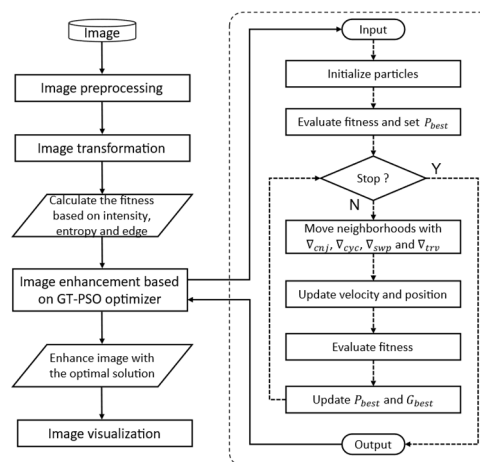 Image
Image preprocessing
Image transformation
Calculate the fitness
based on intensity,
entropy and edge
Image enhancement based
on GT-PSO optimizer
Enhance image with
the optimal solution
Image visualization
Input
Initialize particles
Evaluate fitness and set P_best
Stop ?
Y
N
Move neighborhoods with
∇_cnj, ∇_cyc, ∇_swp and ∇_trv
Update velocity and position
Evaluate fitness
Update P_best and G_best
Output